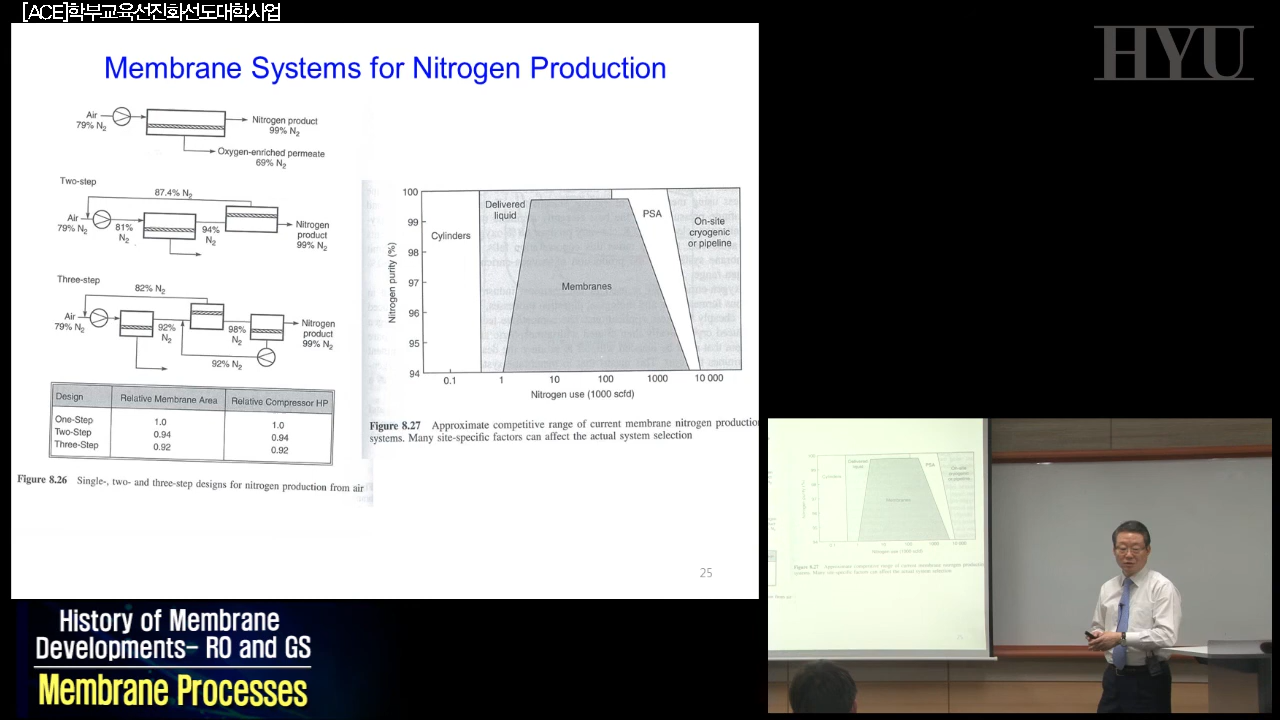 [ACE]학부교육선진화선도대학사업
HYU
Membrane Systems for Nitrogen Production
Air
79% N2
Nitrogen product
99% N2
Oxygen-enriched permeate
69% N2
Two-step
87.4% N2
Air
79% N2
81%
N2
94%
N2
Nitrogen
product
99% N2
Three-step
82% N2
Air
79% N2
92%
N2
98%
N2
Nitrogen
product
99% N2
92% N2
Design
Relative Membrane Area
Relative Compressor HP
One-Step 1.0 1.0
Two-Step 0.94 0.94
Three-Step 0.92 0.92
Figure 8.26 Single-, two- and three-step designs for nitrogen production from air
Nitrogen purity (%)
100
99
98
97
96
95
94
Cylinders
Delivered
liquid
Membranes
PSA
On-site
cryogenic
or pipeline
0.1 1 10 100 1000 10 000
Nitrogen use (1000 scfd)
Figure 8.27 Approximate competitive range of current membrane nitrogen production
systems. Many site-specific factors can affect the actual system selection
25
History of Membrane
Developments- RO and GS
Membrane Processes